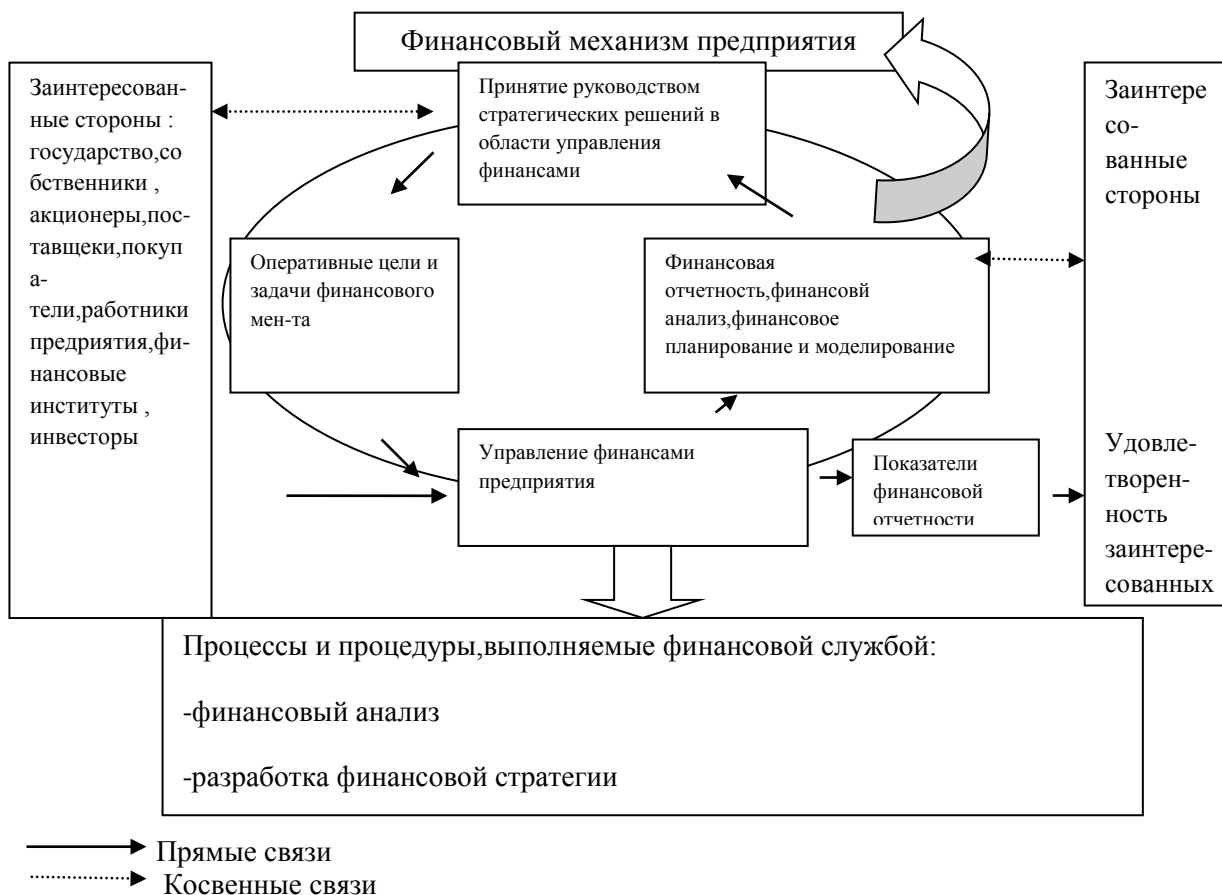 Финансовый механизм предприятия
Заинтересован-
ные стороны :
государство,со
бственники ,
акционеры,пос-
тавщеки,покуп
а-
тели,работники
предриятия,фи-
нансовые
институты ,
инвесторы
Принятие руководством
стратегических решений в
области управления
финансами
Заинтере
со-
ванные
стороны
Оперативные цели и
задачи финансового
мен-та
Финансовая
отчетность,финансовй
анализ,финансовое
планирование и моделирование
Управление финансами
предприятия
Показатели
финансовой
отчетности
Удовле-
творен-
ность
заинтере-
сованных
Процессы и процедуры,выполняемые финансовой службой:
-финансовый анализ
-разработка финансовой стратегии
Прямые связи
Косвенные связи